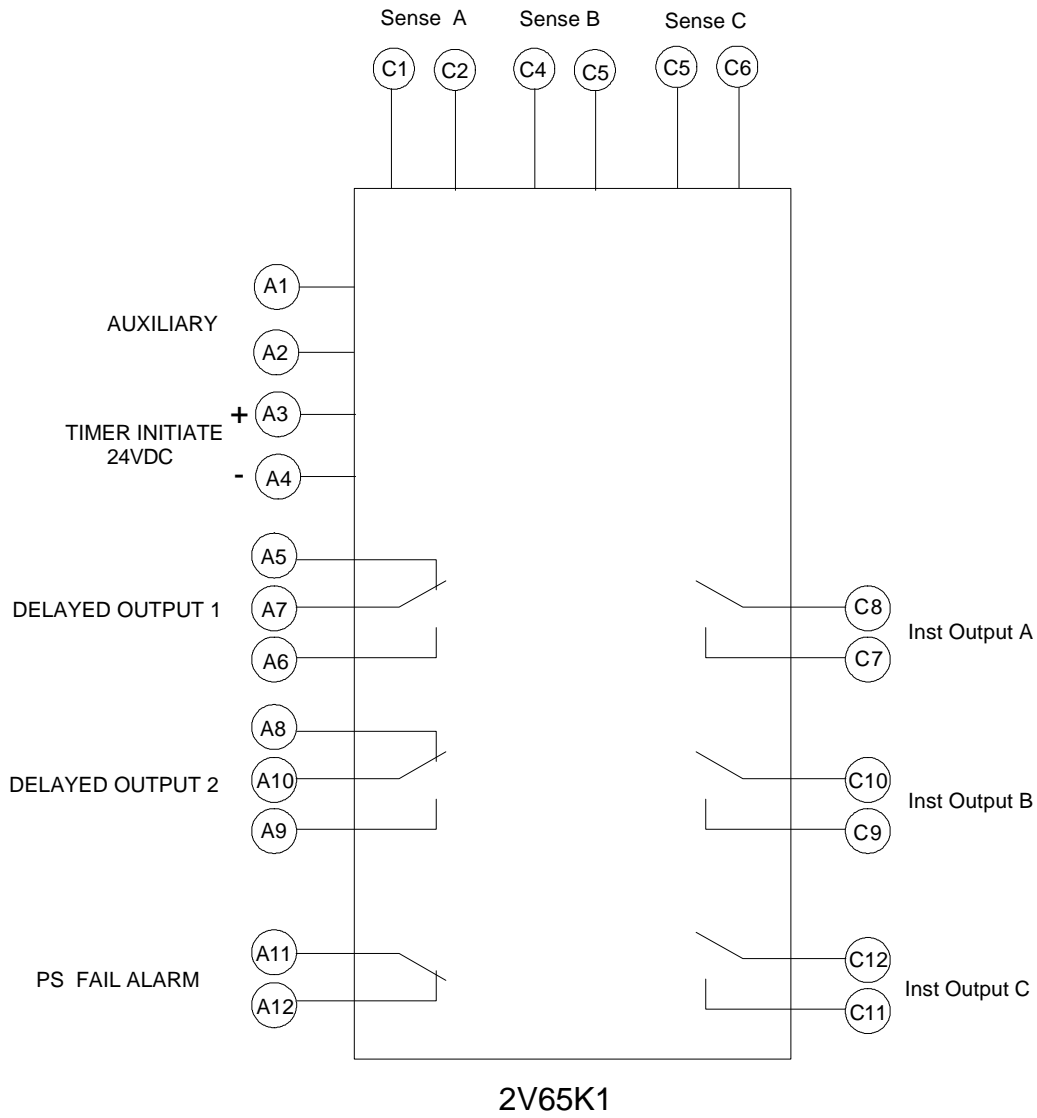 Sense A Sense B Sense C
C1 C2 C4 C5 C5 C6
A1
AUXILIARY
A2
+ A3
TIMER INITIATE
24VDC
- A4
A5
DELAYED OUTPUT 1 A7 C8 Inst Output A
A6 C7
A8
DELAYED OUTPUT 2 A10 C10 Inst Output B
A9 C9
A11 C12
PS FAIL ALARM Inst Output C
A12 C11
2V65K1